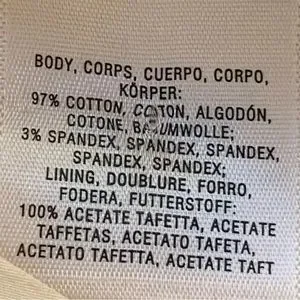 BODY, CORPS, CUERPO, CORPO,
KÖRPER:
97% COTTON, COTON, ALGODÓN,
COTONE, BAUMWOLLE;
3% SPANDEX, SPANDEX, SPANDEX,
SPANDEX, SPANDEX;
LINING, DOUBLURE, FORRO,
FODERA, FUTTERSTOFF:
100% ACETATE TAFETTA, ACETATE
TAFFETAS, ACETATO TAFETA,
ACETATO TAFETTA, ACETATE TAFT